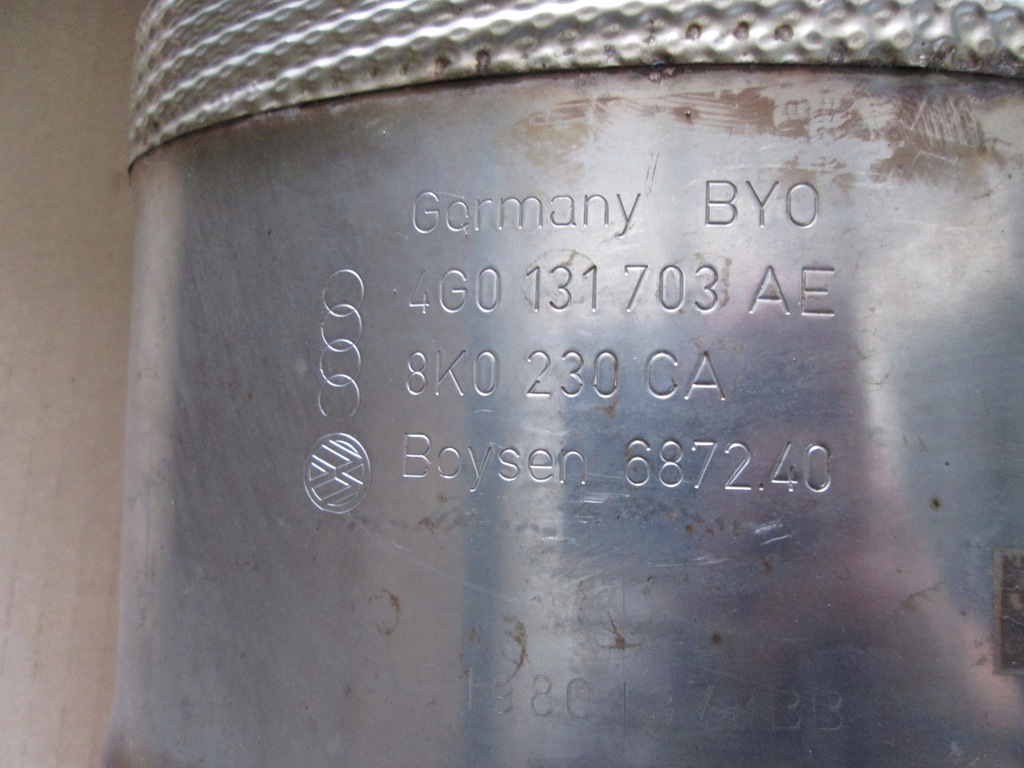 Germany BYO
4G0 131 703 AE
8K0 230 CA
Boysen 6872.40